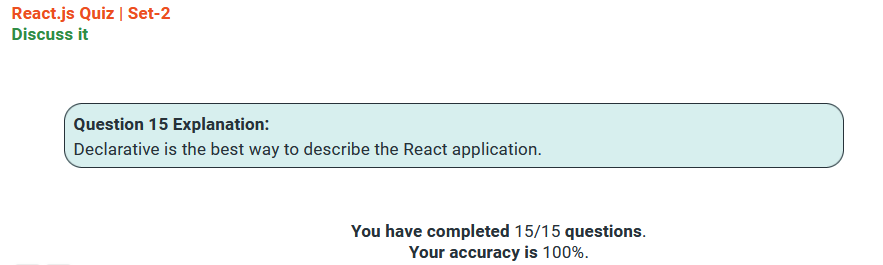 React.js Quiz | Set-2
Discuss it
Question 15 Explanation:
Declarative is the best way to describe the React application.
You have completed 15/15 questions.
Your accuracy is 100%.